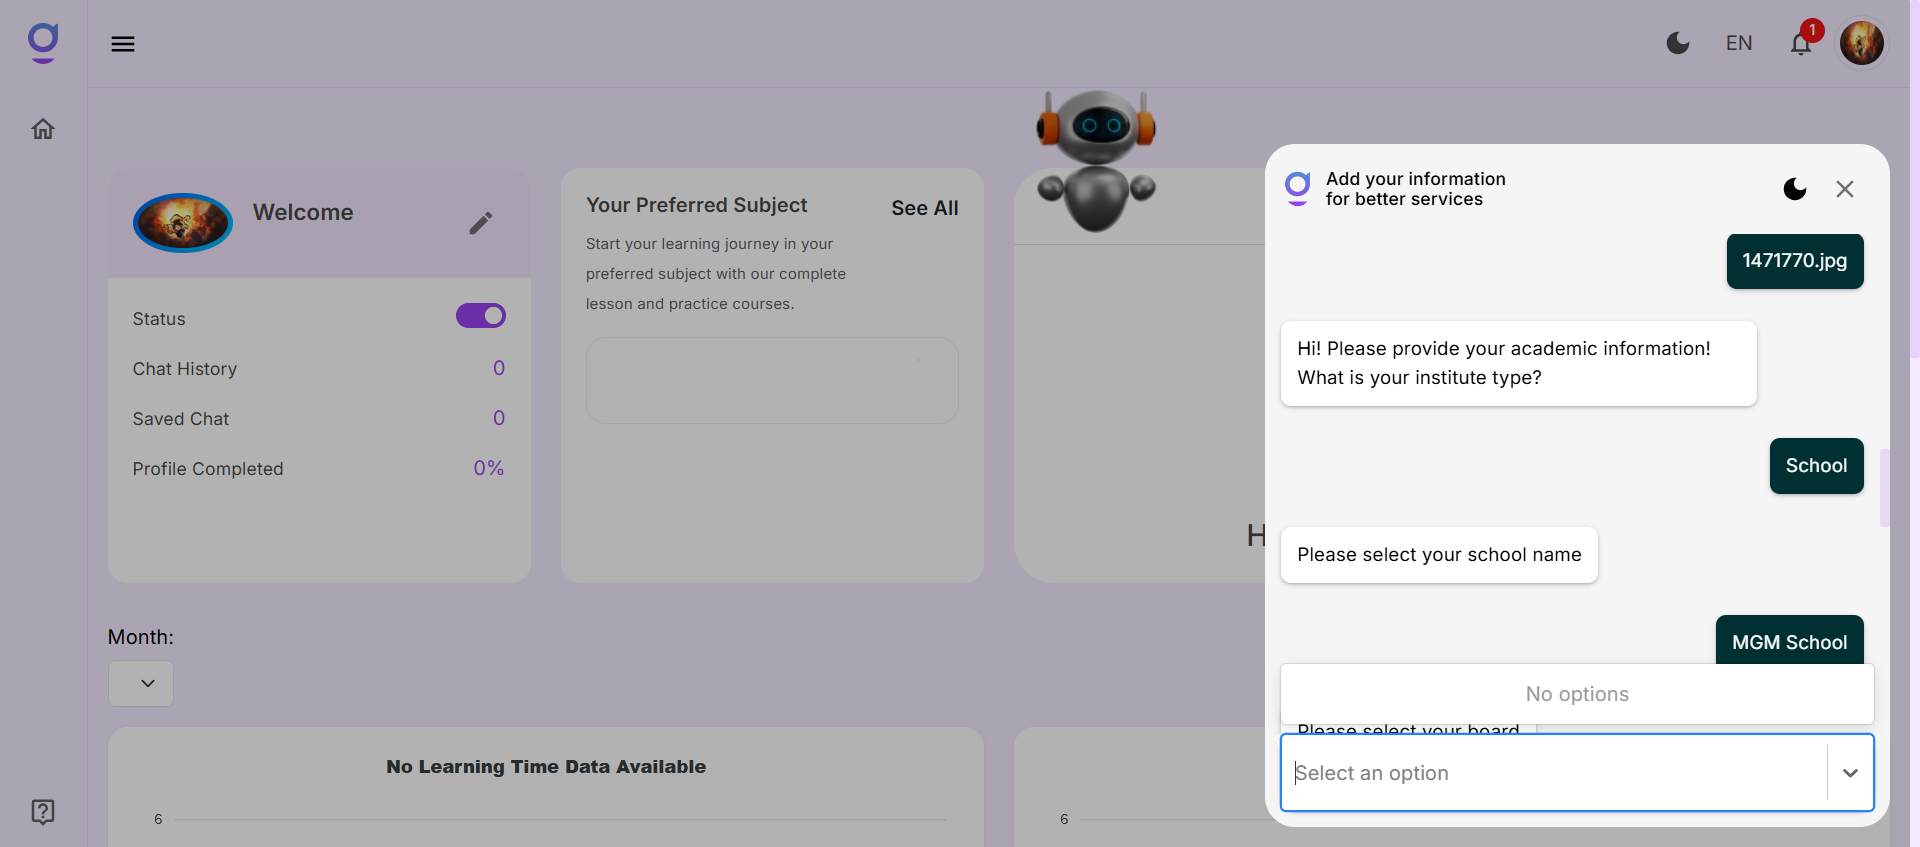 EN
1
Welcome
Status
Chat History
0
Saved Chat
0
Profile Completed
0%
Your Preferred Subject
See All
Start your learning journey in your
preferred subject with our complete
lesson and practice courses.
H
Month:
No Learning Time Data Available
6
6
Add your information
for better services
1471770.jpg
Hi! Please provide your academic information!
What is your institute type?
School
Please select your school name
MGM School
No options
Please select your board
Select an option